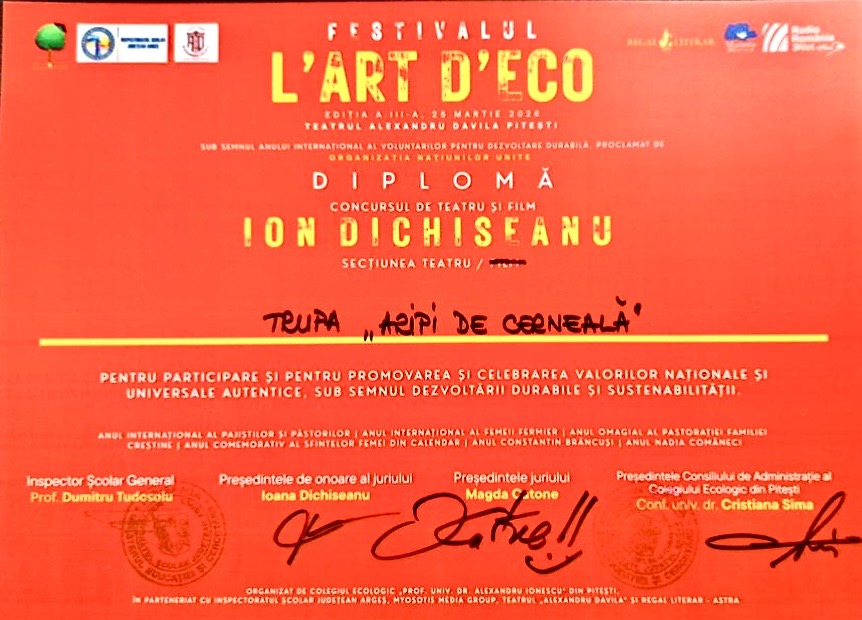 FESTIVALUL
L'ART D'ECO
EDIȚIA A III-A, 25 MARTIE 2026
TEATRUL ALEXANDRU DAVILA PITEȘTI
SUB SEMNUL ANULUI INTERNAȚIONAL AL VOLUNTARILOR PENTRU DEZVOLTARE DURABILĂ, PROCLAMAT DE
ORGANIZAȚIA NAȚIUNILOR UNITE
REGAL LITERAR
Radio
România
DIPLOMĂ
CONCURSUL DE TEATRU ȘI FILM
ION DICHISEANU
SECȚIUNEA TEATRU /
TRUPA „ARIPI DE CERNEALĂ"
PENTRU PARTICIPARE ȘI PENTRU PROMOVAREA ȘI CELEBRAREA VALORILOR NAȚIONALE ȘI
UNIVERSALE AUTENTICE, SUB SEMNUL DEZVOLTĂRII DURABILE ȘI SUSTENABILITĂȚII.
ANUL INTERNAȚIONAL AL PAJIȘTILOR ȘI PĂSTORILOR | ANUL INTERNAȚIONAL AL FEMEII FERMIER | ANUL OMAGIAL AL PASTORAȚIEI FAMILIEI
CREȘTINE | ANUL COMEMORATIV AL SFINTELOR FEMEI DIN CALENDAR | ANUL CONSTANTIN BRÂNCUȘI | ANUL NADIA COMĂNECI
Inspector Școlar General
Prof. Dumitru Tudosoiu
Președintele de onoare al juriului
Ioana Dichiseanu
Președintele juriului
Magda Catone
Președintele Consiliului de Administrație al
Colegiului Ecologic din Pitești
Conf. univ. dr. Cristiana Sima
ORGANIZAT DE COLEGIUL ECOLOGIC „PROF. UNIV. DR. ALEXANDRU IONESCU" DIN PITEȘTI,
ÎN PARTENERIAT CU INSPECTORATUL ȘCOLAR JUDEȚEAN ARGEȘ, MYOSOTIS MEDIA GROUP, TEATRUL „ALEXANDRU DAVILA" ȘI REGAL LITERAR - ASTRA